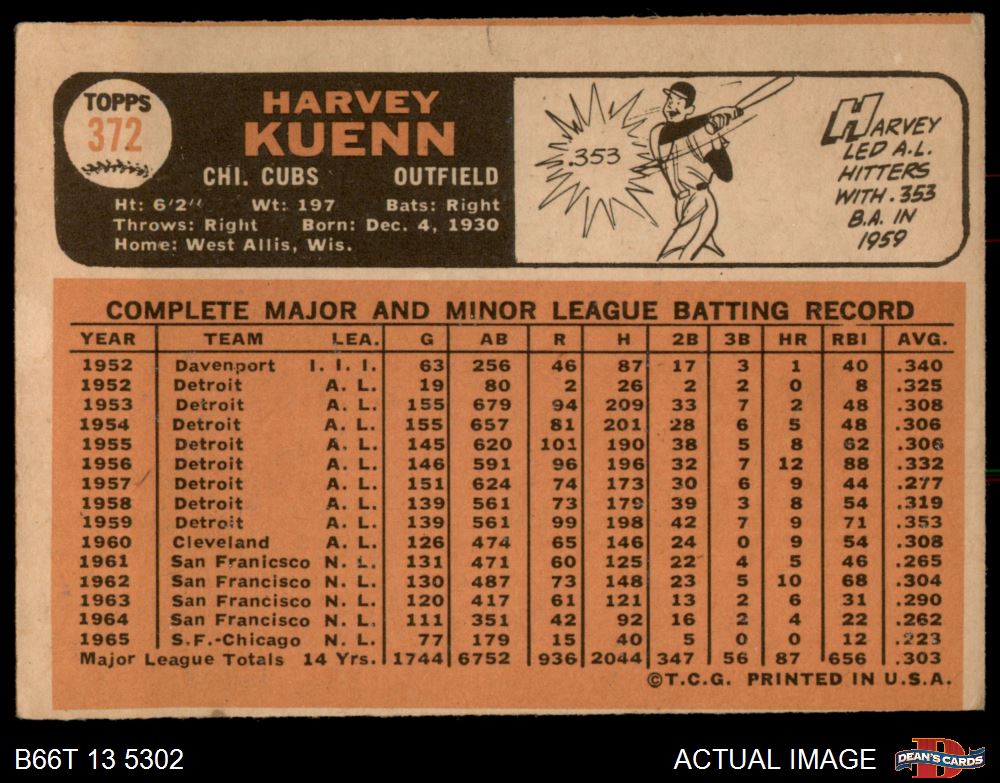 TOPPS
372
HARVEY
KUENN
CHI. CUBS OUTFIELD
Ht: 6'2" Wt: 197 Bats: Right
Throws: Right Born: Dec. 4, 1930
Home: West Allis, Wis.
.353
HARVEY
LED A.L.
HITTERS
WITH .353
B.A. IN
1959
COMPLETE MAJOR AND MINOR LEAGUE BATTING RECORD
YEAR TEAM LEA. G AB R H 2B 3B HR RBI AVG.
1952 Davenport I. I. I. 63 256 46 87 17 3 1 40 .340
1952 Detroit A. L. 19 80 2 26 2 2 0 8 .325
1953 Detroit A. L. 155 679 94 209 33 7 2 48 .308
1954 Detroit A. L. 155 657 81 201 28 6 5 48 .306
1955 Detroit A. L. 145 620 101 190 38 5 8 62 .306
1956 Detroit A. L. 146 591 96 196 32 7 12 88 .332
1957 Detroit A. L. 151 624 74 173 30 6 9 44 .277
1958 Detroit A. L. 139 561 73 179 39 3 8 54 .319
1959 Detroit A. L. 139 561 99 198 42 7 9 71 .353
1960 Cleveland A. L. 126 474 65 146 24 0 9 54 .308
1961 San Franicsco N. L. 131 471 60 125 22 4 5 46 .265
1962 San Francisco N. L. 130 487 73 148 23 5 10 68 .304
1963 San Francisco N. L. 120 417 61 121 13 2 6 31 .290
1964 San Francisco N. L. 111 351 42 92 16 2 4 22 .262
1965 S.F.-Chicago N. L. 77 179 15 40 5 0 0 12 .223
Major League Totals 14 Yrs. 1744 6752 936 2044 347 56 87 656 .303
©T.C.G. PRINTED IN U.S.A.
B66T 13 5302 ACTUAL IMAGE
D
DEAN'S CARDS